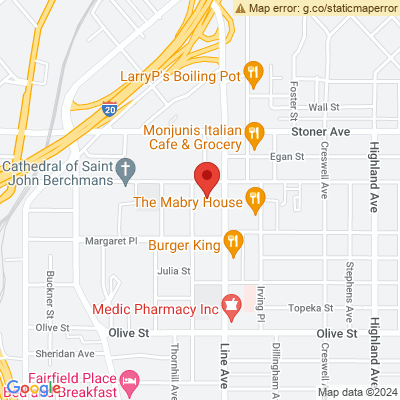 Map error: g.co/staticmaperror
LarryP's Boiling Pot
Foster St
Wall St
20
Stoner Ave
Monjunis Italian
Cafe & Grocery
Egan St
Creswell Ave
Highland Ave
Cathedral of Saint
John Berchmans
The Mabry House
Margaret Pl
Burger King
Buckner St
Julia St
Stephens Ave
Irving Pl
Medic Pharmacy Inc
Topeka St
Olive St
Olive St
Olive St
Highland Ave
Sheridan Ave
Thornhill Ave
Line Ave
Dillingham Ave
Creswell Ave
Fairfield Place
Bed and Breakfast
Google
Map data ©2024